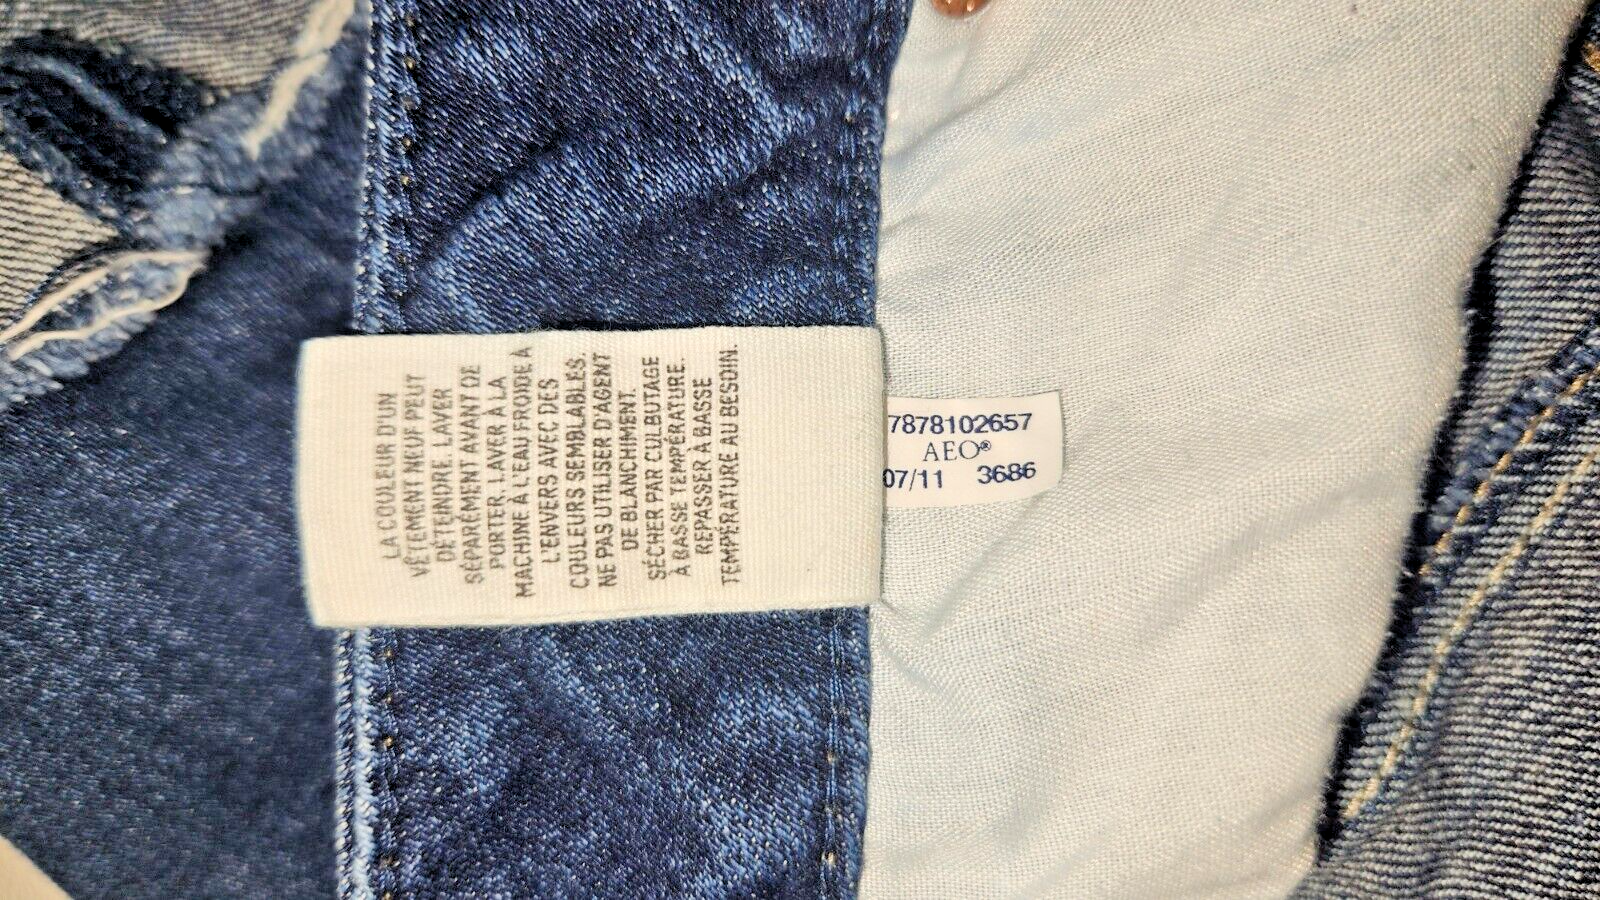 LA COULEUR D'UN
VÊTEMENT NEUF PEUT
DÉTEINDRE. LAVER
SÉPARÉMENT AVANT DE
PORTER, LAVER À LA
MACHINE À L'EAU FROIDE À
L'ENVERS AVEC DES
COULEURS SEMBLABLES.
NE PAS UTILISER D'AGENT
DE BLANCHIMENT.
SÉCHER PAR CULBUTAGE
À BASSE TEMPÉRATURE.
REPASSER À BASSE
TEMPÉRATURE AU BESOIN.
7878102657
AEO®
07/11 3686